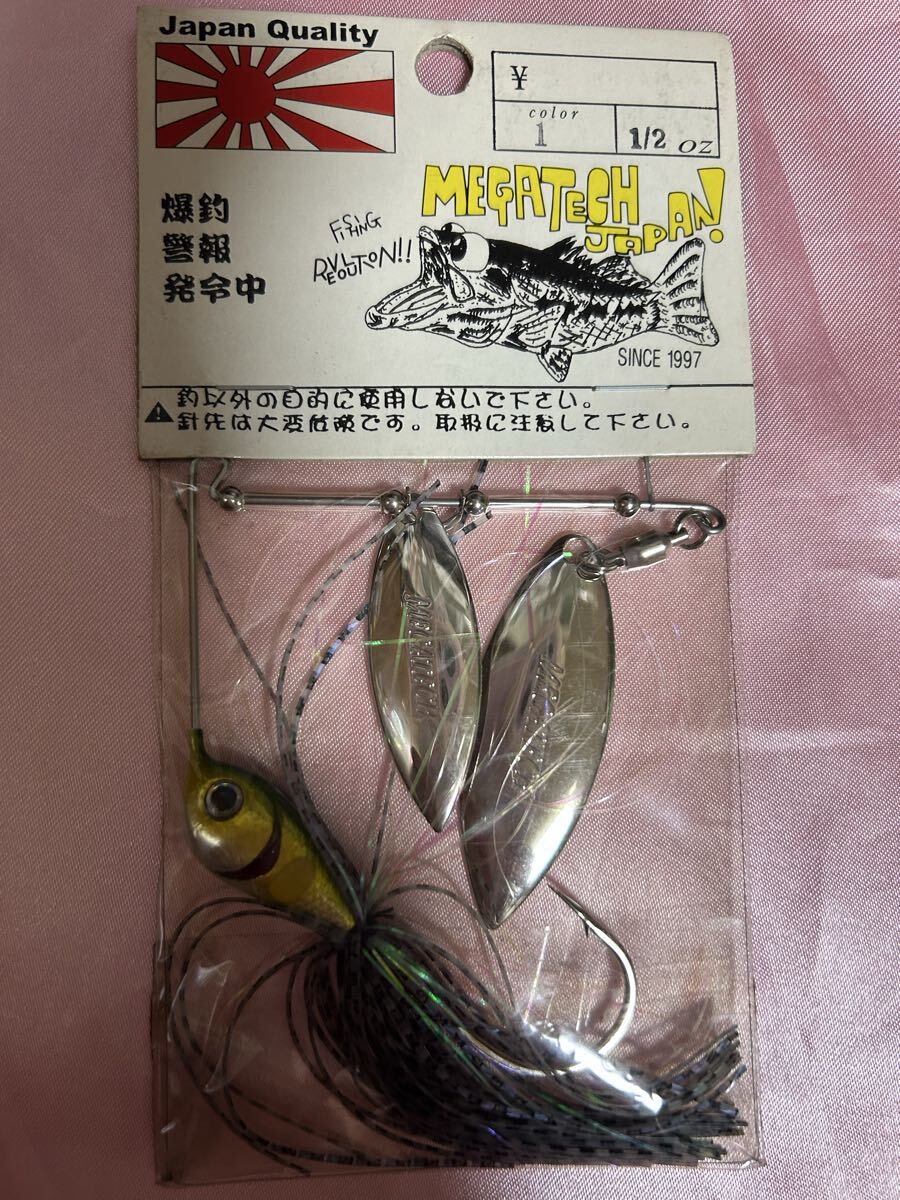 Japan Quality
¥
color
1
1/2 oz
爆釣
警報
発令中
MEGATECH
JAPAN!
FISHING
SINCE 1997
釣以外の目的に使用しないで下さい。
針先は大変危険です。取扱に注意して下さい。